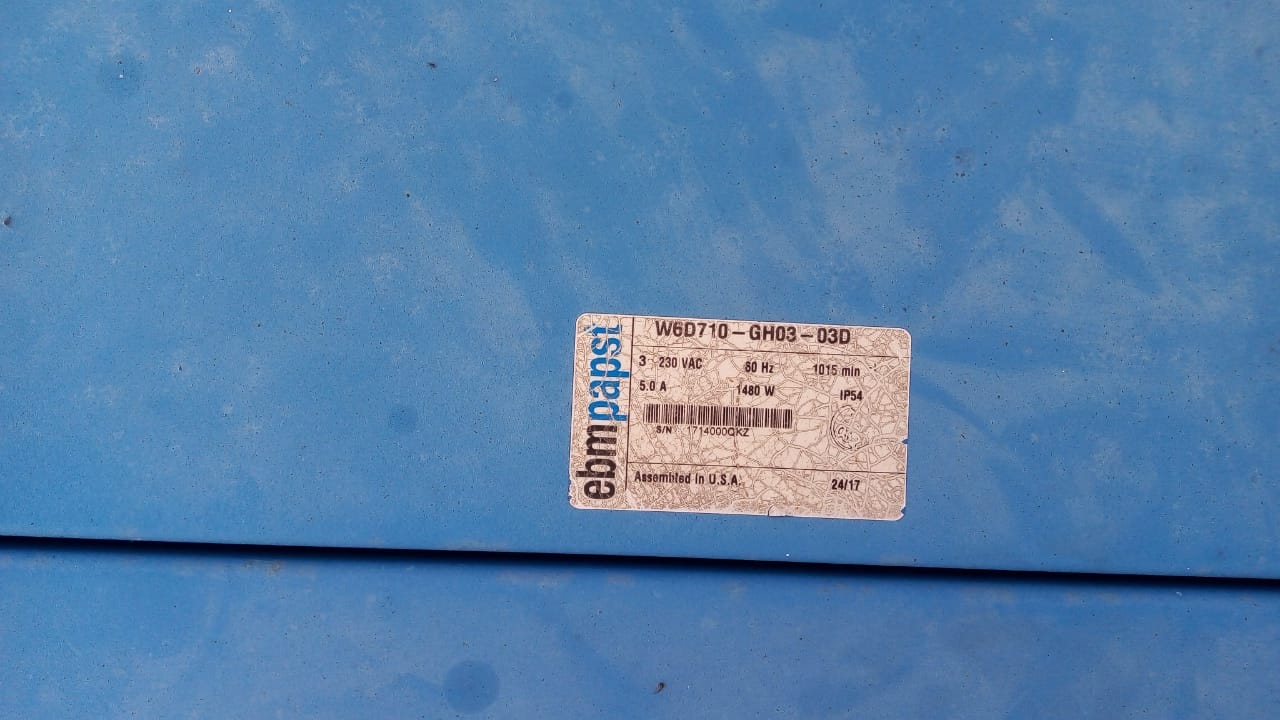 ebmpapst
W6D710-GH03-03D
3 ~ 230 VAC 60 Hz 1015 min
5.0 A 1480 W IP54
S/N 1714000QKZ
Assembled in U.S.A. 24/17